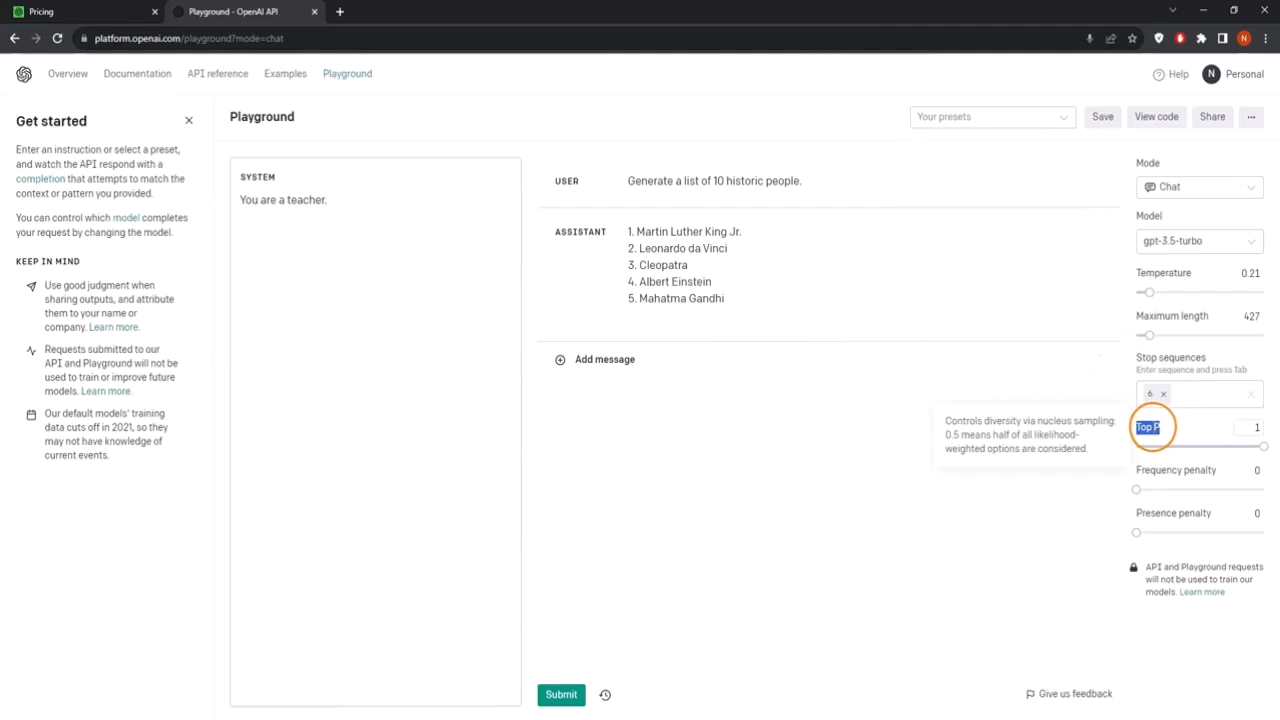 Pricing
Playground - OpenAI API
platform.openai.com/playground?mode=chat
N
Overview
Documentation
API reference
Examples
Playground
Help
N
Personal
Get started
Enter an instruction or select a preset,
and watch the API respond with a
completion that attempts to match the
context or pattern you provided.
You can control which model completes
your request by changing the model.
KEEP IN MIND
Use good judgment when
sharing outputs, and attribute
them to your name or
company. Learn more.
Requests submitted to our
API and Playground will not be
used to train or improve future
models. Learn more.
Our default models' training
data cuts off in 2021, so they
may not have knowledge of
current events.
Playground
Your presets
Save
View code
Share
...
SYSTEM
You are a teacher.
USER
Generate a list of 10 historic people.
ASSISTANT
1. Martin Luther King Jr.
2. Leonardo da Vinci
3. Cleopatra
4. Albert Einstein
5. Mahatma Gandhi
Add message
Controls diversity via nucleus sampling:
0.5 means half of all likelihood-
weighted options are considered.
Submit
Give us feedback
Mode
Chat
Model
gpt-3.5-turbo
Temperature 0.21
Maximum length 427
Stop sequences
Enter sequence and press Tab
6.
Top P 1
Frequency penalty 0
Presence penalty 0
API and Playground requests
will not be used to train our
models. Learn more